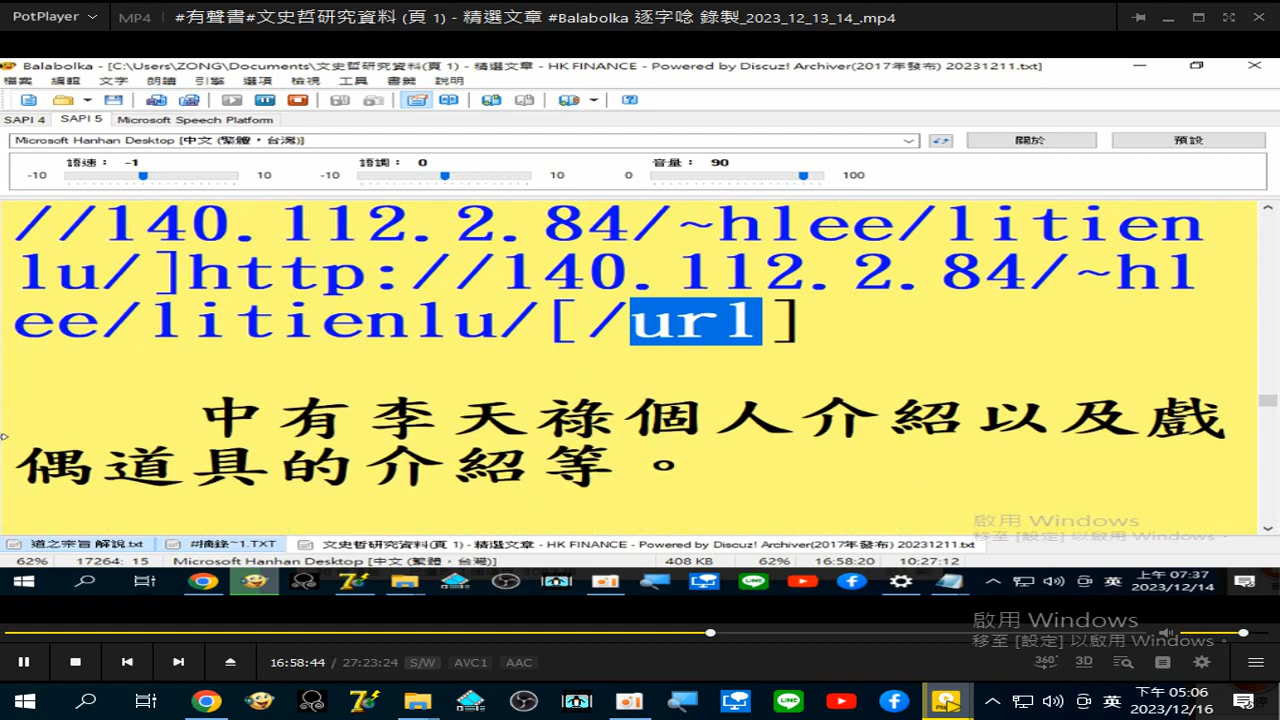 PotPlayer MP4 #有聲書#文史哲研究資料 (頁 1) - 精選文章 #Balabolka 逐字唸 錄製_2023_12_13_14_.mp4
Balabolka - [C:\Users\ZONG\Documents\文史哲研究資料(頁 1) - 精選文章 - HK FINANCE - Powered by Discuz! Archiver(2017年發布) 20231211.txt]
檔案 編輯 文字 朗讀 引擎 選項 檢視 工具 書籤 說明
SAPI 4 SAPI 5 Microsoft Speech Platform
Microsoft Hanhan Desktop [中文 (繁體，台灣)] 關於 預設
語速： -1 語調： 0 音量： 90
-10 10 -10 10 0 100
//140.112.2.84/~hlee/litien
lu/]http://140.112.2.84/~hl
ee/litienlu/[/url]
中有李天祿個人介紹以及戲
偶道具的介紹等。
啟用 Windows
移至 [設定] 以啟用 Windows。
道之宗旨 解說.txt #摘錄~1.TXT 文史哲研究資料(頁 1) - 精選文章 - HK FINANCE - Powered by Discuz! Archiver(2017年發布) 20231211.txt
62% 17264: 15 Microsoft Hanhan Desktop [中文 (繁體，台灣)] 408 KB 62% 16:58:20 10:27:12
英 上午 07:37
2023/12/14
啟用 Windows
移至 [設定] 以啟用 Windows。
16:58:44 / 27:23:24 S/W AVC1 AAC 360° 3D
英 下午 05:06
2023/12/16